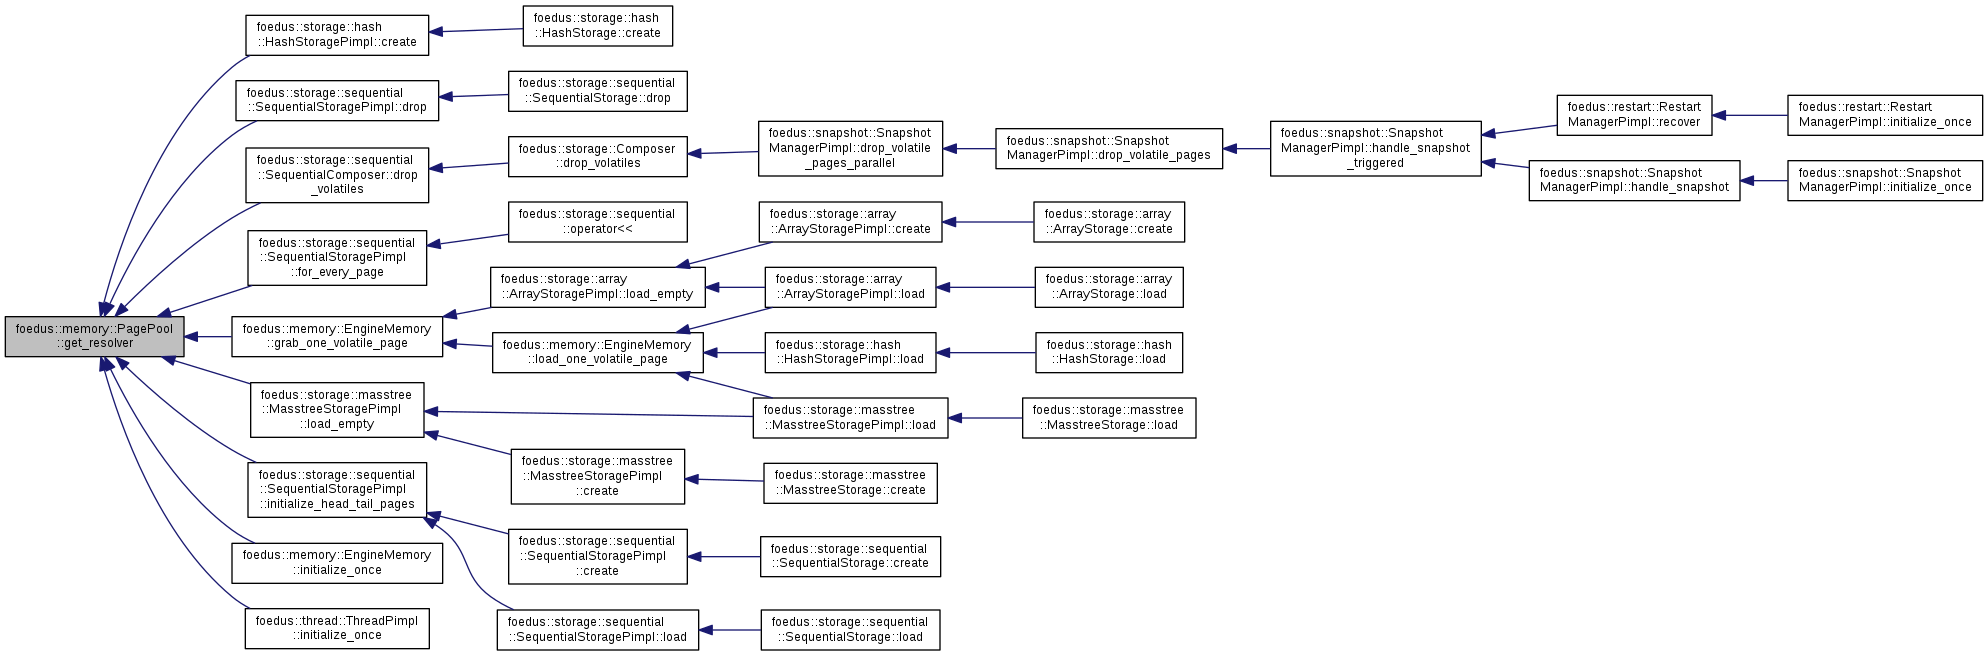 foedus::memory::PagePool
::get_resolver
foedus::storage::hash
::HashStoragePimpl::create
foedus::storage::hash
::HashStorage::create
foedus::storage::sequential
::SequentialStoragePimpl::drop
foedus::storage::sequential
::SequentialStorage::drop
foedus::storage::sequential
::SequentialComposer::drop
_volatiles
foedus::storage::Composer
::drop_volatiles
foedus::snapshot::Snapshot
ManagerPimpl::drop_volatile
_pages_parallel
foedus::snapshot::Snapshot
ManagerPimpl::drop_volatile_pages
foedus::snapshot::Snapshot
ManagerPimpl::handle_snapshot
_triggered
foedus::restart::Restart
ManagerPimpl::recover
foedus::restart::Restart
ManagerPimpl::initialize_once
foedus::snapshot::Snapshot
ManagerPimpl::handle_snapshot
foedus::snapshot::Snapshot
ManagerPimpl::initialize_once
foedus::storage::sequential
::SequentialStoragePimpl
::for_every_page
foedus::storage::sequential
::operator<<
foedus::memory::EngineMemory
::grab_one_volatile_page
foedus::storage::array
::ArrayStoragePimpl::load_empty
foedus::storage::array
::ArrayStoragePimpl::create
foedus::storage::array
::ArrayStorage::create
foedus::storage::array
::ArrayStoragePimpl::load
foedus::storage::array
::ArrayStorage::load
foedus::memory::EngineMemory
::load_one_volatile_page
foedus::storage::hash
::HashStoragePimpl::load
foedus::storage::hash
::HashStorage::load
foedus::storage::masstree
::MasstreeStoragePimpl
::load_empty
foedus::storage::masstree
::MasstreeStoragePimpl::load
foedus::storage::masstree
::MasstreeStorage::load
foedus::storage::masstree
::MasstreeStoragePimpl
::create
foedus::storage::masstree
::MasstreeStorage::create
foedus::storage::sequential
::SequentialStoragePimpl
::initialize_head_tail_pages
foedus::storage::sequential
::SequentialStoragePimpl
::create
foedus::storage::sequential
::SequentialStorage::create
foedus::storage::sequential
::SequentialStoragePimpl::load
foedus::storage::sequential
::SequentialStorage::load
foedus::memory::EngineMemory
::initialize_once
foedus::thread::ThreadPimpl
::initialize_once